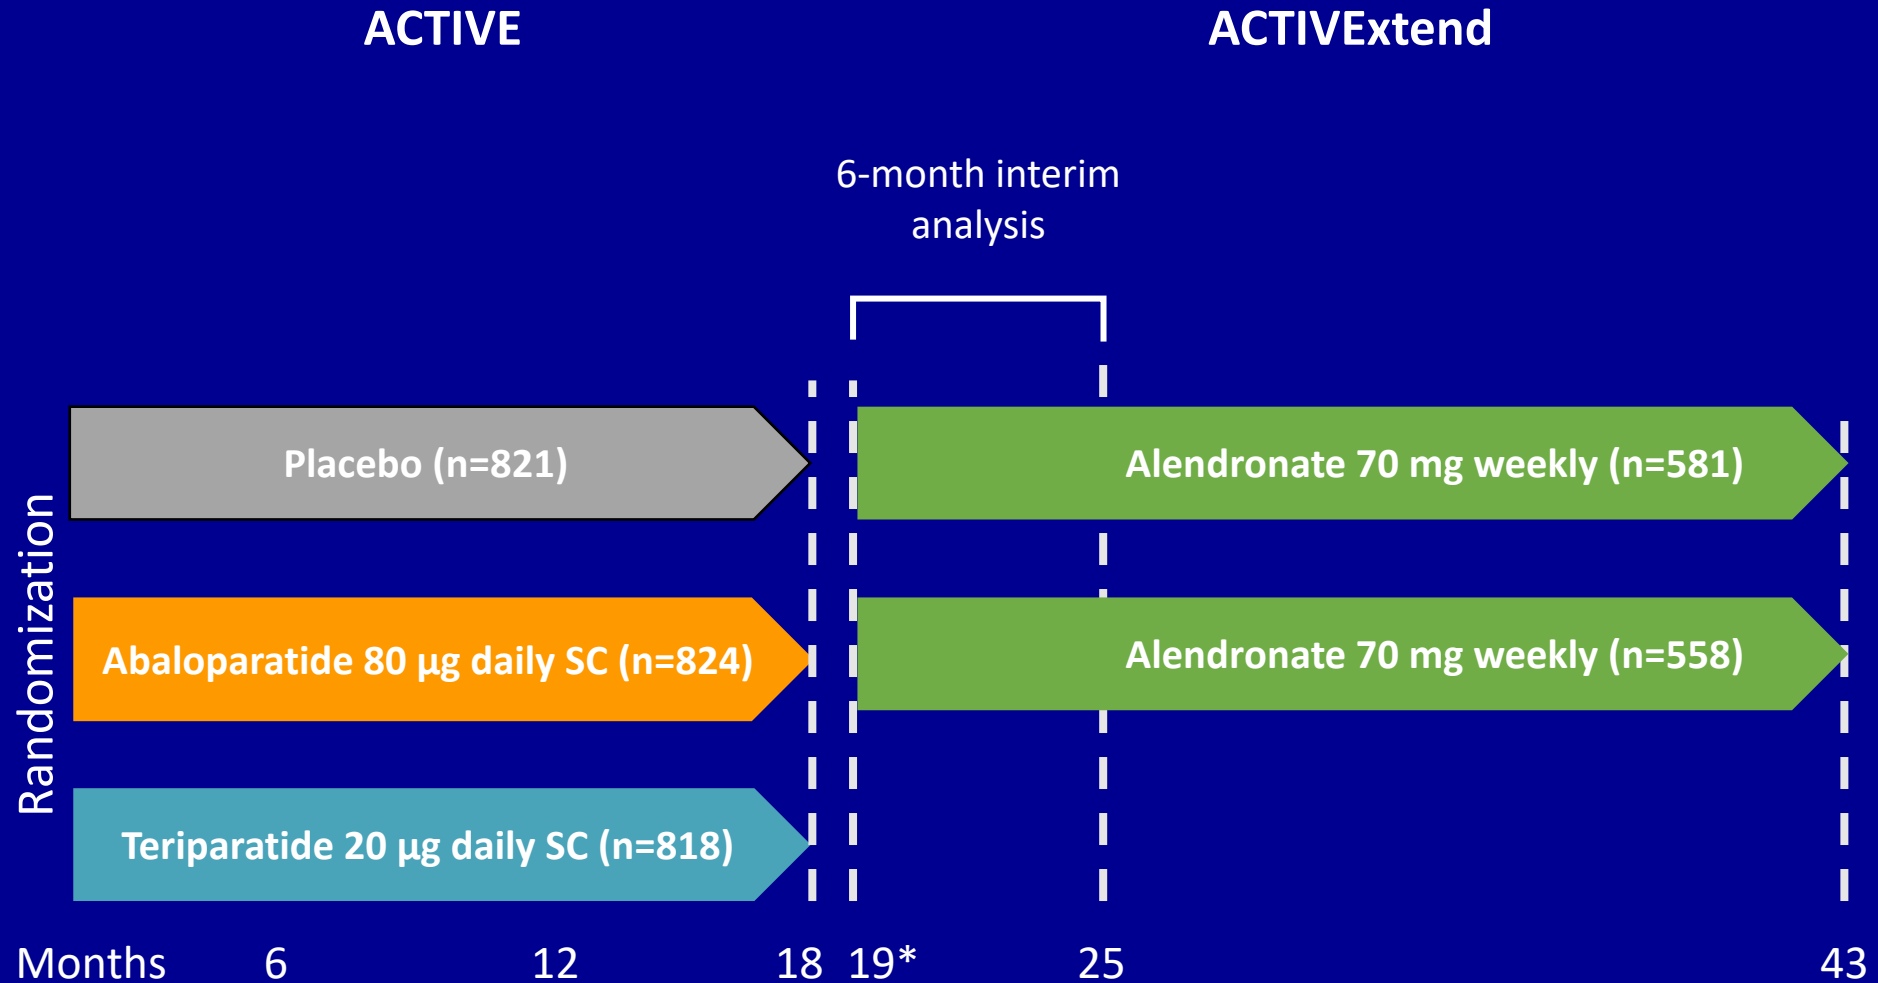 ACTIVE
ACTIVExtend
6-month interim
analysis
Randomization
Placebo (n=821)
Alendronate 70 mg weekly (n=581)
Abaloparatide 80 µg daily SC (n=824)
Alendronate 70 mg weekly (n=558)
Teriparatide 20 µg daily SC (n=818)
Months 6 12 18 19* 25 43